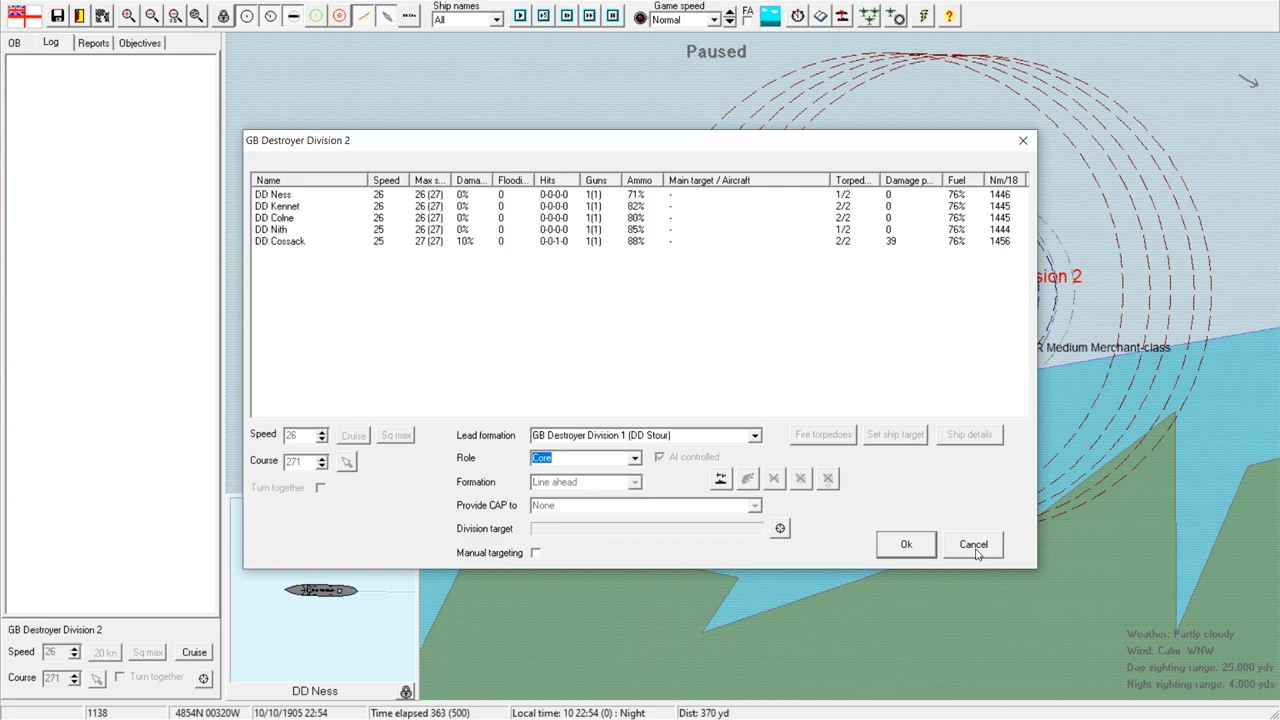 Ship names
All
Game speed
Normal
FA
OB Log Reports Objectives
Paused
GB Destroyer Division 2
Name Speed Max s... Dama... Floodi... Hits Guns Ammo Main target / Aircraft Torped... Damage p... Fuel Nm/18
DD Ness 26 26 (27) 0% 0 0-0-0-0 1(1) 71% - 1/2 0 76% 1446
DD Kennet 26 26 (27) 0% 0 0-0-0-0 1(1) 82% - 2/2 0 76% 1445
DD Colne 26 26 (27) 0% 0 0-0-0-0 1(1) 80% - 2/2 0 76% 1445
DD Nith 25 26 (27) 0% 0 0-0-0-0 1(1) 85% - 1/2 0 76% 1444
DD Cossack 25 27 (27) 10% 0 0-0-1-0 1(1) 88% - 2/2 39 76% 1456
sion 2
R Medium Merchant-class
Speed 26 Cruise Sq max
Course 271
Turn together
Lead formation GB Destroyer Division 1 (DD Stour)
Role Core
AI controlled
Formation Line ahead
Provide CAP to None
Division target
Manual targeting
Fire torpedoes Set ship target Ship details
Ok Cancel
GB Destroyer Division 2
Speed 26 20 kn Sq max Cruise
Course 271 Turn together
DD Ness
Weather: Partly cloudy
Wind: Calm WNW
Day sighting range: 25,000 yds
Night sighting range: 4,000 yds
1138 4854N 00320W 10/10/1905 22:54 Time elapsed 363 (500) Local time: 10 22:54 (0) : Night Dist: 370 yd